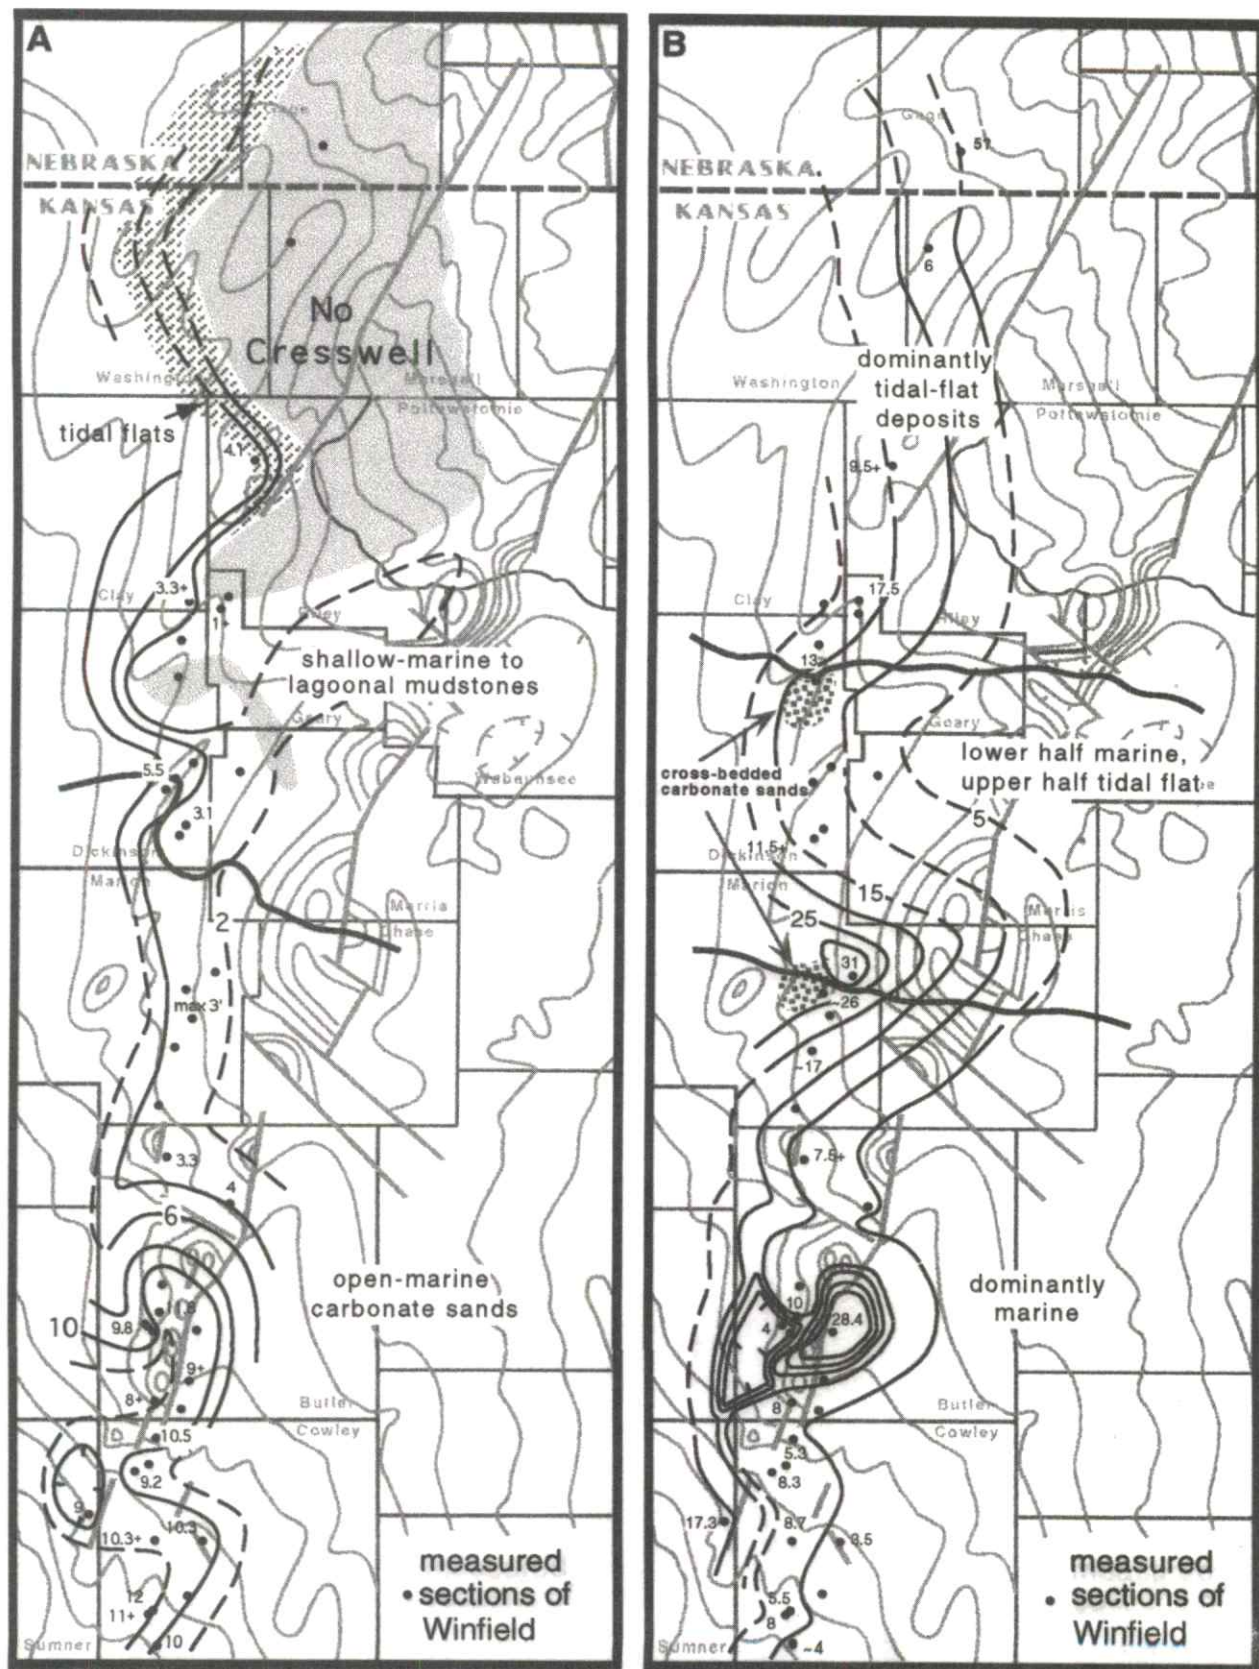 A
NEBRASKA
KANSAS
No
Cresswell
Washington
Marshall
Pottawatomie
tidal flats
4.1
3.3+
Clay
1+
Riley
shallow-marine to
lagoonal mudstones
Geary
5.5
Wabaunsee
3.1
Dickinson
Marion
2
Morris
Chase
max 3'
3.3
4
6
open-marine
carbonate sands
10
9.8
9+
8+
Butler
Cowley
10.5
9.2
9
10.3+
10.3
12
11+
10
Sumner
measured
sections of
Winfield
B
Gage
5?
NEBRASKA
KANSAS
6
dominantly
tidal-flat
deposits
Washington
Marshall
Pottawatomie
9.5+
17.5
Clay
Riley
13
Geary
cross-bedded
carbonate sands
lower half marine,
upper half tidal flat
5
11.5+
Dickinson
Marion
15
25
Morris
Chase
31
~26
~17
7.5+
10
4
28.4
dominantly
marine
8
Butler
Cowley
5.3
8.3
17.3
8.7
3.5
5.5
8
~4
Sumner
measured
sections of
Winfield